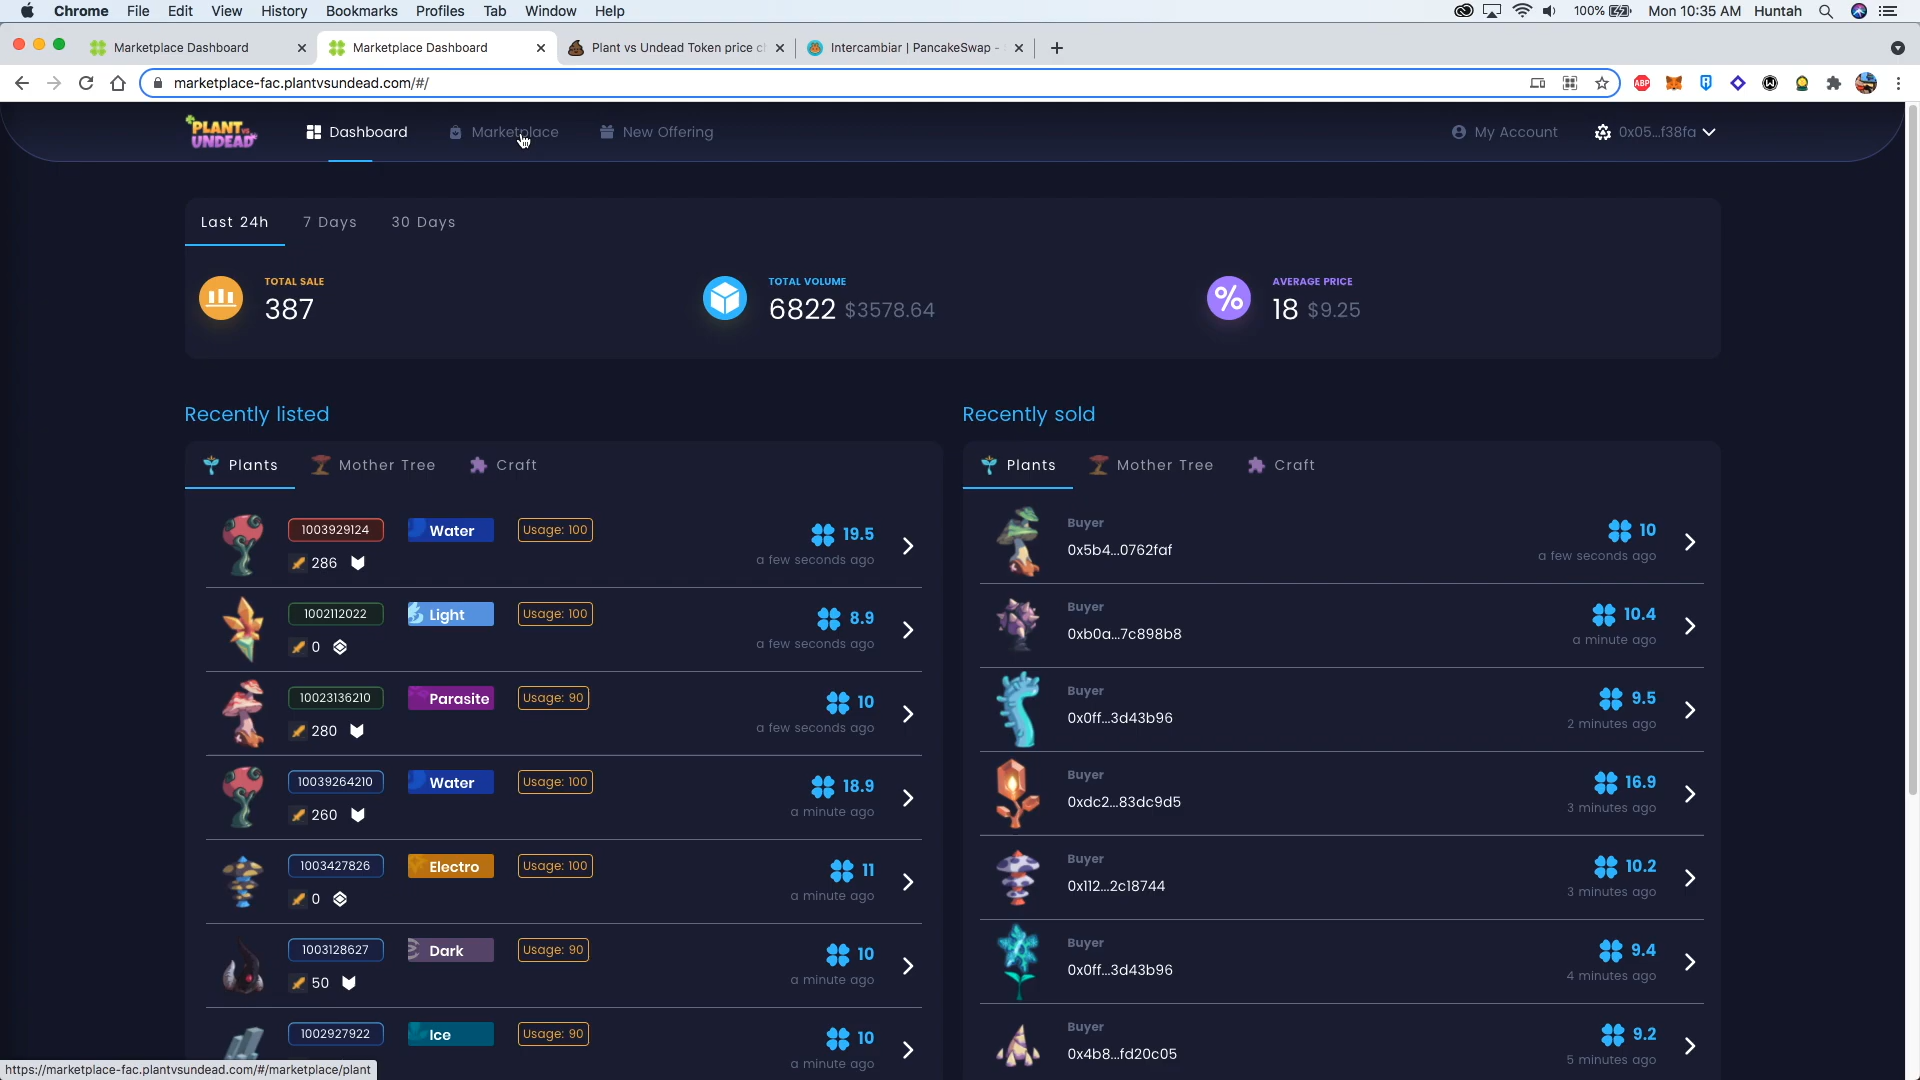 Chrome File Edit View History Bookmarks Profiles Tab Window Help 100% Mon 10:35 AM Huntah
Marketplace Dashboard Marketplace Dashboard Plant vs Undead Token price c Intercambiar | PancakeSwap -
marketplace-fac.plantvsundead.com/#/ ABP
PLANT VS UNDEAD Dashboard Marketplace New Offering My Account 0x05...f38fa
Last 24h 7 Days 30 Days
TOTAL SALE TOTAL VOLUME AVERAGE PRICE
387 6822 $3578.64 % 18 $9.25
Recently listed Recently sold
Plants Mother Tree Craft Plants Mother Tree Craft
1003929124 Water Usage: 100 19.5
286 a few seconds ago
1002112022 Light Usage: 100 8.9
0 a few seconds ago
10023136210 Parasite Usage: 90 10
280 a few seconds ago
10039264210 Water Usage: 100 18.9
260 a minute ago
1003427826 Electro Usage: 100 11
0 a minute ago
1003128627 Dark Usage: 90 10
50 a minute ago
1002927922 Ice Usage: 90 10
a minute ago
Buyer 10
0x5b4...0762faf a few seconds ago
Buyer 10.4
0xb0a...7c898b8 a minute ago
Buyer 9.5
0x0ff...3d43b96 2 minutes ago
Buyer 16.9
0xdc2...83dc9d5 3 minutes ago
Buyer 10.2
0x112...2c18744 3 minutes ago
Buyer 9.4
0x0ff...3d43b96 4 minutes ago
Buyer 9.2
0x4b8...fd20c05 5 minutes ago
https://marketplace-fac.plantvsundead.com/#/marketplace/plant